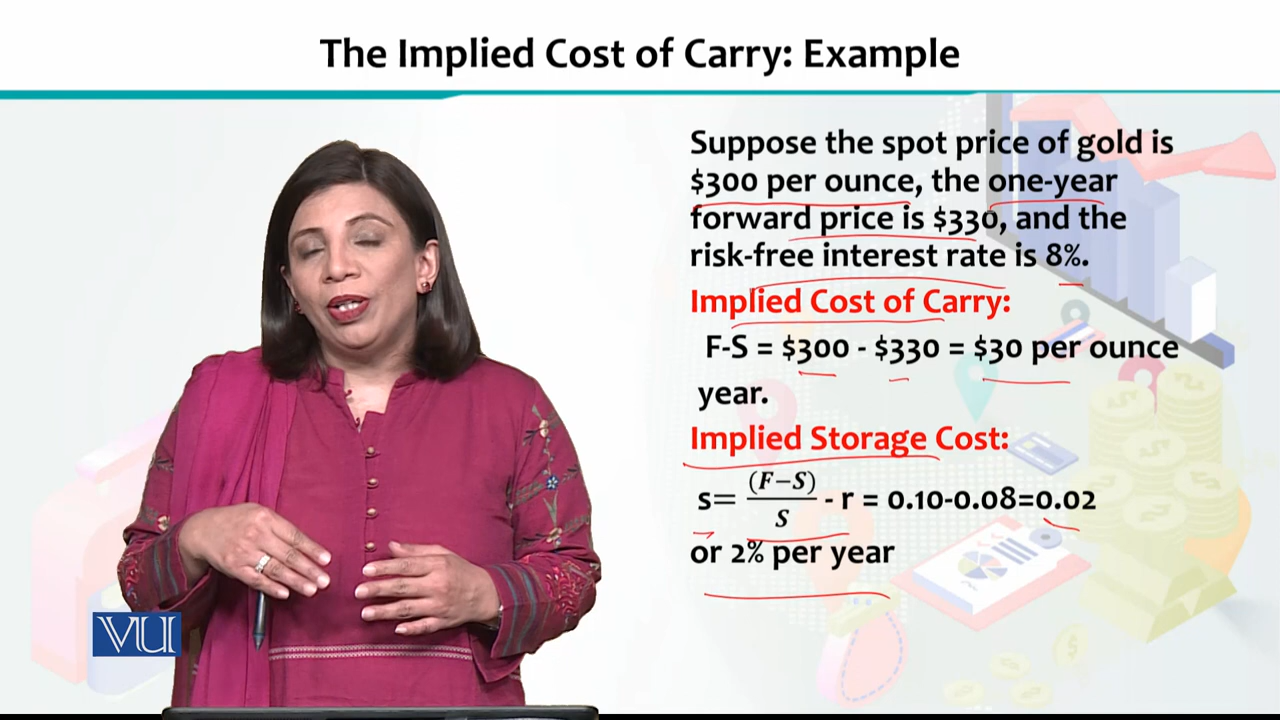 The Implied Cost of Carry: Example
Suppose the spot price of gold is
$300 per ounce, the one-year
forward price is $330, and the
risk-free interest rate is 8%.
Implied Cost of Carry:
F-S = $300 - $330 = $30 per ounce
year.
Implied Storage Cost:
s= (F−S)/S - r = 0.10-0.08=0.02
or 2% per year
VU